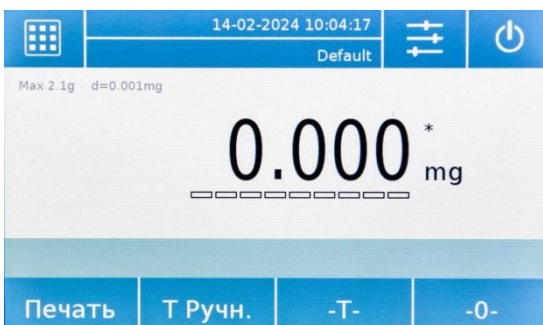 14-02-2024 10:04:17
Default
Max 2.1g d=0.001mg
0.000 * mg
Печать T Ручн. -T- -0-